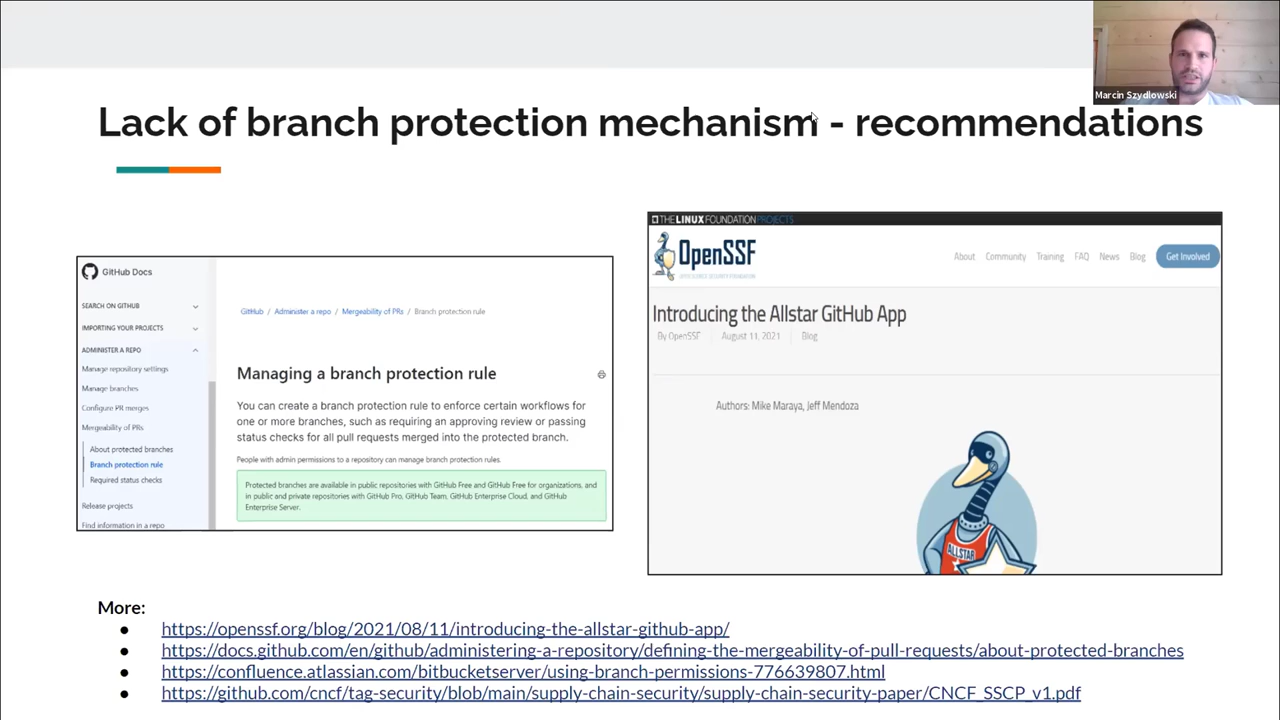 Marcin Szydlowski
Lack of branch protection mechanism - recommendations
GitHub Docs
SEARCH ON GITHUB
IMPORTING YOUR PROJECTS
ADMINISTER A REPO
Manage repository settings
Manage branches
Configure PR merges
Mergeability of PRs
About protected branches
Branch protection rule
Required status checks
Release projects
Find information in a repo
GitHub / Administer a repo / Mergeability of PRs / Branch protection rule
Managing a branch protection rule
You can create a branch protection rule to enforce certain workflows for
one or more branches, such as requiring an approving review or passing
status checks for all pull requests merged into the protected branch.
People with admin permissions to a repository can manage branch protection rules.
Protected branches are available in public repositories with GitHub Free and GitHub Free for organizations, and
in public and private repositories with GitHub Pro, GitHub Team, GitHub Enterprise Cloud, and GitHub
Enterprise Server.
THE LINUX FOUNDATION PROJECTS
OpenSSF
OPEN SOURCE SECURITY FOUNDATION
About Community Training FAQ News Blog Get Involved
Introducing the Allstar GitHub App
By OpenSSF August 11, 2021 Blog
Authors: Mike Maraya, Jeff Mendoza
ALLSTAR
More:
● https://openssf.org/blog/2021/08/11/introducing-the-allstar-github-app/
● https://docs.github.com/en/github/administering-a-repository/defining-the-mergeability-of-pull-requests/about-protected-branches
● https://confluence.atlassian.com/bitbucketserver/using-branch-permissions-776639807.html
● https://github.com/cncf/tag-security/blob/main/supply-chain-security/supply-chain-security-paper/CNCF_SSCP_v1.pdf